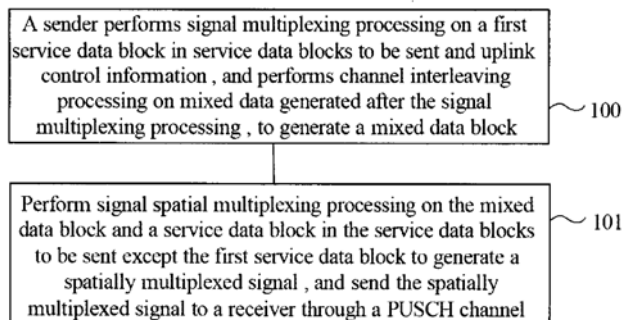 A sender performs signal multiplexing processing on a first
service data block in service data blocks to be sent and uplink
control information , and performs channel interleaving
processing on mixed data generated after the signal
multiplexing processing , to generate a mixed data block
100
Perform signal spatial multiplexing processing on the mixed
data block and a service data block in the service data blocks
to be sent except the first service data block to generate a
spatially multiplexed signal , and send the spatially
multiplexed signal to a receiver through a PUSCH channel
101